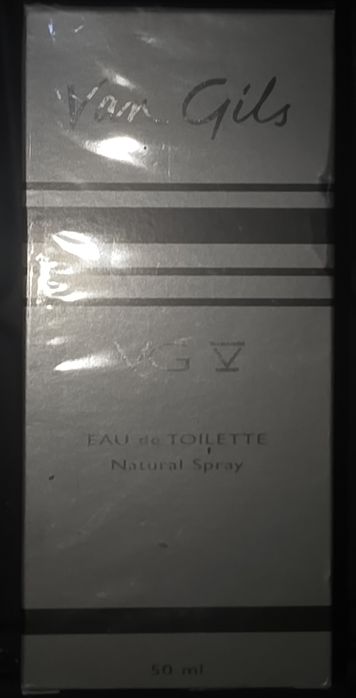 Van Gils
VG V
EAU de TOILETTE
Natural Spray
50 ml